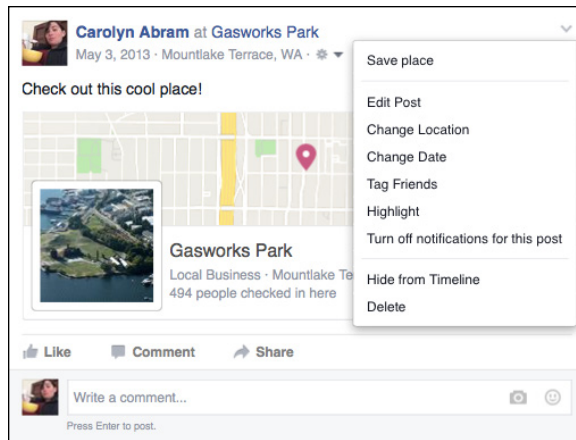 Carolyn Abram at Gasworks Park
May 3, 2013 · Mountlake Terrace, WA ·
Check out this cool place!
Save place
Edit Post
Change Location
Change Date
Tag Friends
Highlight
Turn off notifications for this post
Hide from Timeline
Delete
Gasworks Park
Local Business · Mountlake Te
494 people checked in here
Like Comment Share
Write a comment...
Press Enter to post.